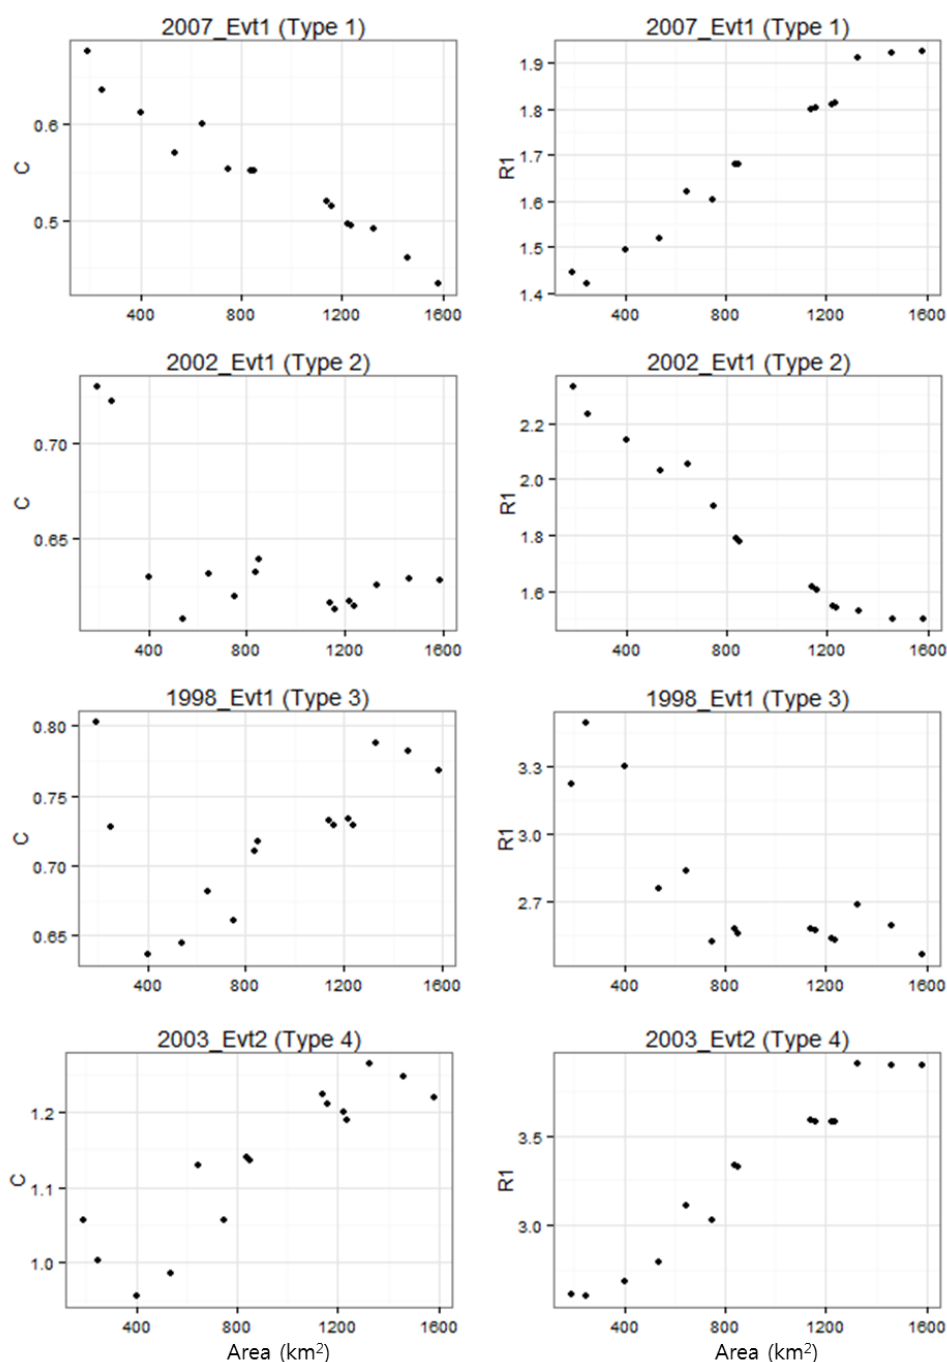 2007_Evt1 (Type 1)
C
0.6
0.5
400 800 1200 1600
2007_Evt1 (Type 1)
R1
1.9
1.8
1.7
1.6
1.5
1.4
400 800 1200 1600
2002_Evt1 (Type 2)
C
0.70
0.65
400 800 1200 1600
2002_Evt1 (Type 2)
R1
2.2
2.0
1.8
1.6
400 800 1200 1600
1998_Evt1 (Type 3)
C
0.80
0.75
0.70
0.65
400 800 1200 1600
1998_Evt1 (Type 3)
R1
3.3
3.0
2.7
400 800 1200 1600
2003_Evt2 (Type 4)
C
1.2
1.1
1.0
400 800 1200 1600
Area (km²)
2003_Evt2 (Type 4)
R1
3.5
3.0
400 800 1200 1600
Area (km²)